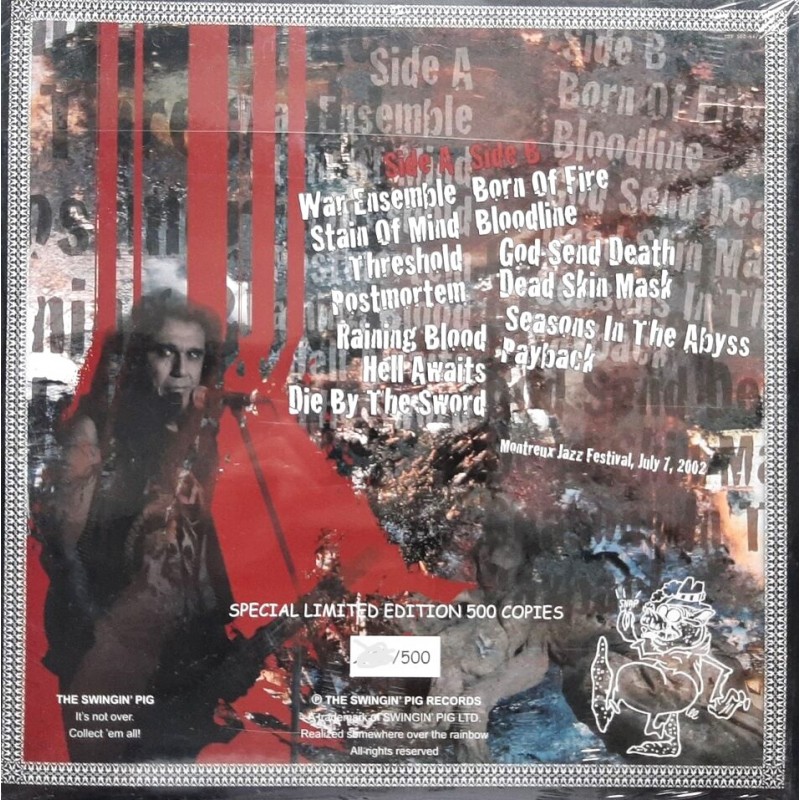 Side A
War Ensemble
Stain Of Mind
Threshold
Postmortem
Raining Blood
Hell Awaits
Die By The Sword
Side B
Born Of Fire
Bloodline
God Send Death
Dead Skin Mask
Seasons In The Abyss
Payback
Montreux Jazz Festival, July 7, 2002
Side A
Ensemble
Side B
Born Of Fire
Bloodline
God Send Dea
SPECIAL LIMITED EDITION 500 COPIES
/500
SNAP
THE SWINGIN' PIG
It's not over.
Collect 'em all!
℗ THE SWINGIN' PIG RECORDS
A trademark of SWINGIN' PIG LTD.
Realized somewhere over the rainbow
All rights reserved